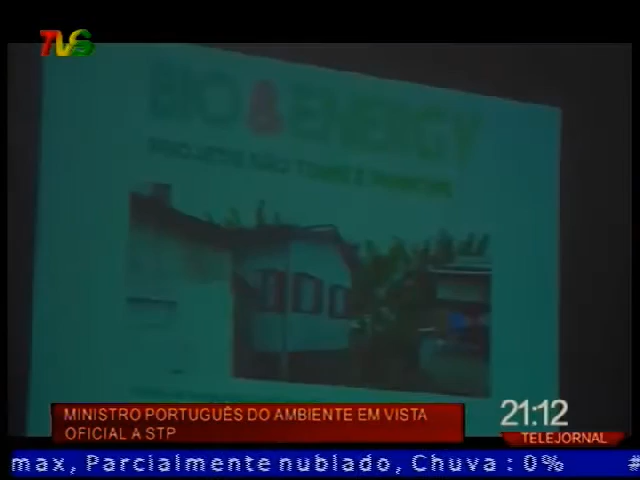 TVS
BIO & ENERGY
MINISTRO PORTUGUÊS DO AMBIENTE EM VISTA
OFICIAL A STP
21:12
TELEJORNAL
max, Parcialmente nublado, Chuva : 0% #